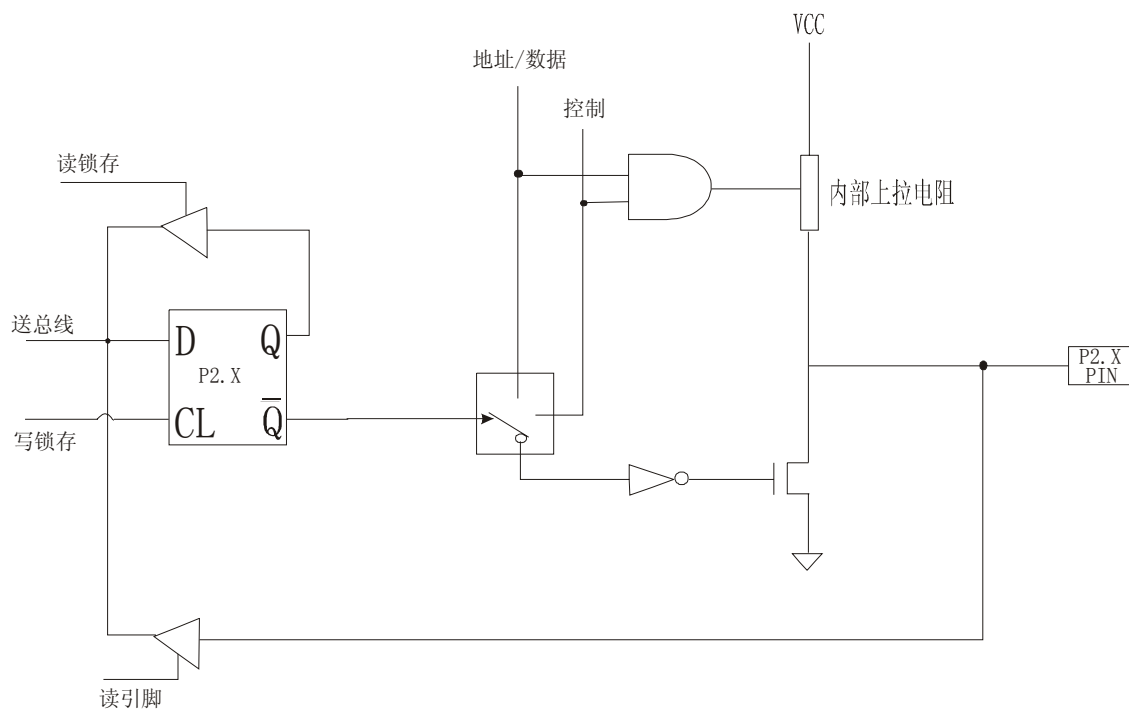 VCC
地址/数据
控制
读锁存
内部上拉电阻
送总线
D
Q
P2.X
P2.X
PIN
CL
Q̅
写锁存
读引脚